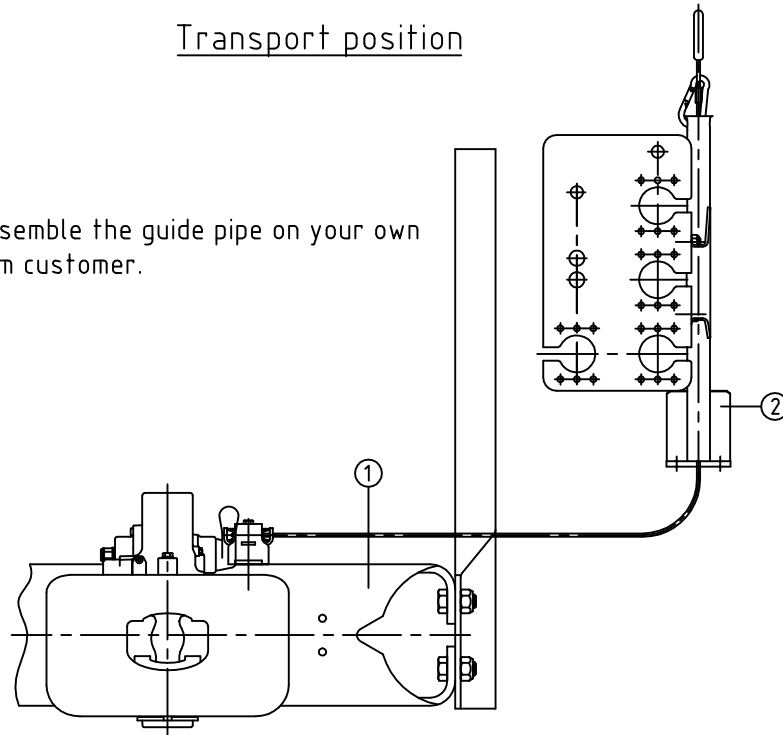 Transport position
semble the guide pipe on your own
m customer.
2
1